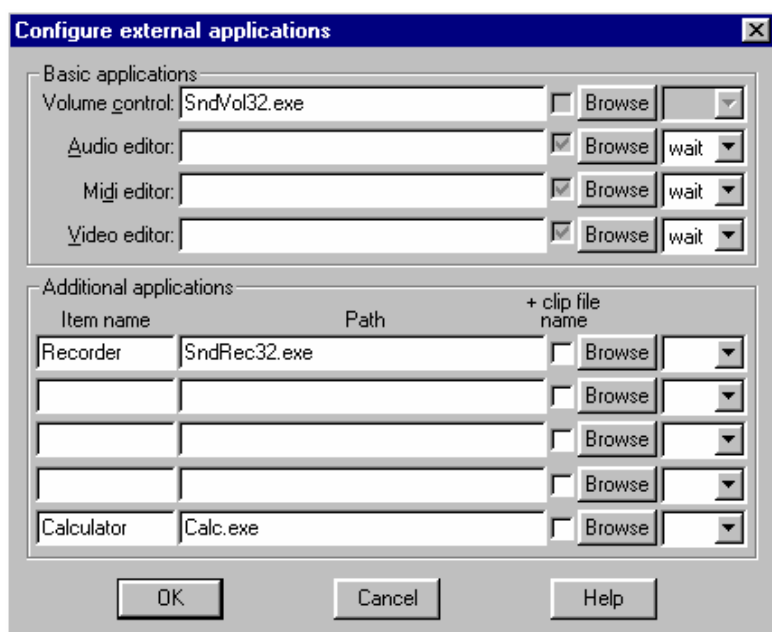 Configure external applications
Basic applications
Volume control: SndVol32.exe Browse
Audio editor: Browse wait
Midi editor: Browse wait
Video editor: Browse wait
Additional applications
Item name Path + clip file name
Recorder SndRec32.exe Browse
Browse
Browse
Browse
Calculator Calc.exe Browse
OK Cancel Help